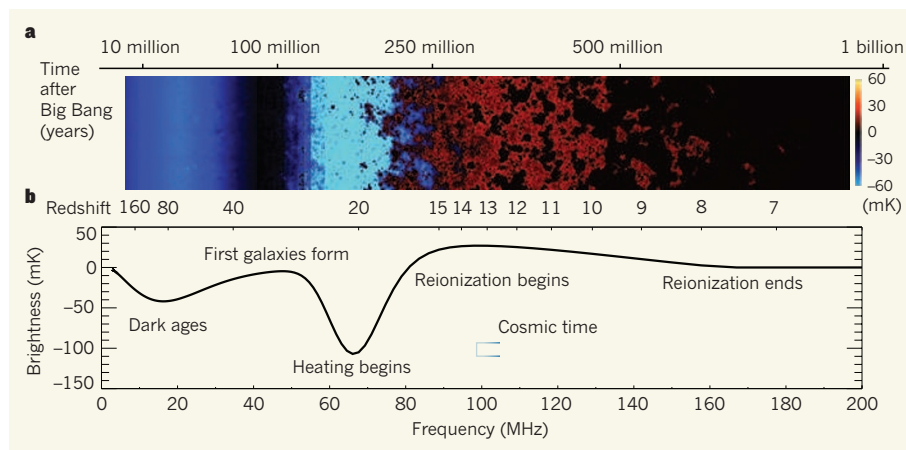 a
10 million 100 million 250 million 500 million 1 billion
Time
after
Big Bang
(years)
60
30
0
–30
–60
(mK)
b
Redshift 160 80 40 20 15 14 13 12 11 10 9 8 7
Brightness (mK)
50
0
–50
–100
–150
First galaxies form
Reionization begins
Reionization ends
Dark ages
Cosmic time
Heating begins
0 20 40 60 80 100 120 140 160 180 200
Frequency (MHz)